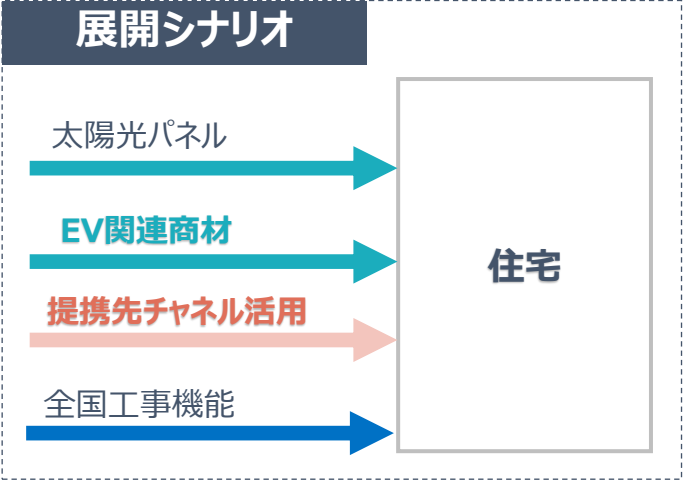 展開シナリオ
太陽光パネル
EV関連商材
提携先チャネル活用
全国工事機能
住宅